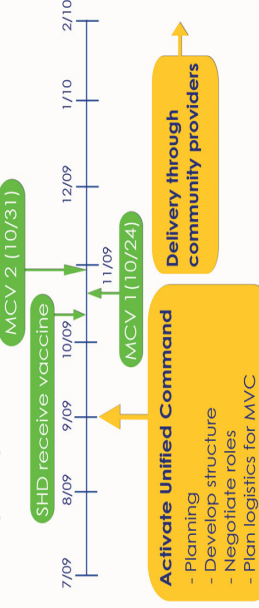 MCV 2 (10/31)
SHD receive vaccine
7/09
8/09
9/09
10/09
11/09
12/09
1/10
2/10
MCV 1(10/24)
Activate Unified Command
- Planning
- Develop structure
- Negotiate roles
- Plan logistics for MVC
Delivery through
community providers